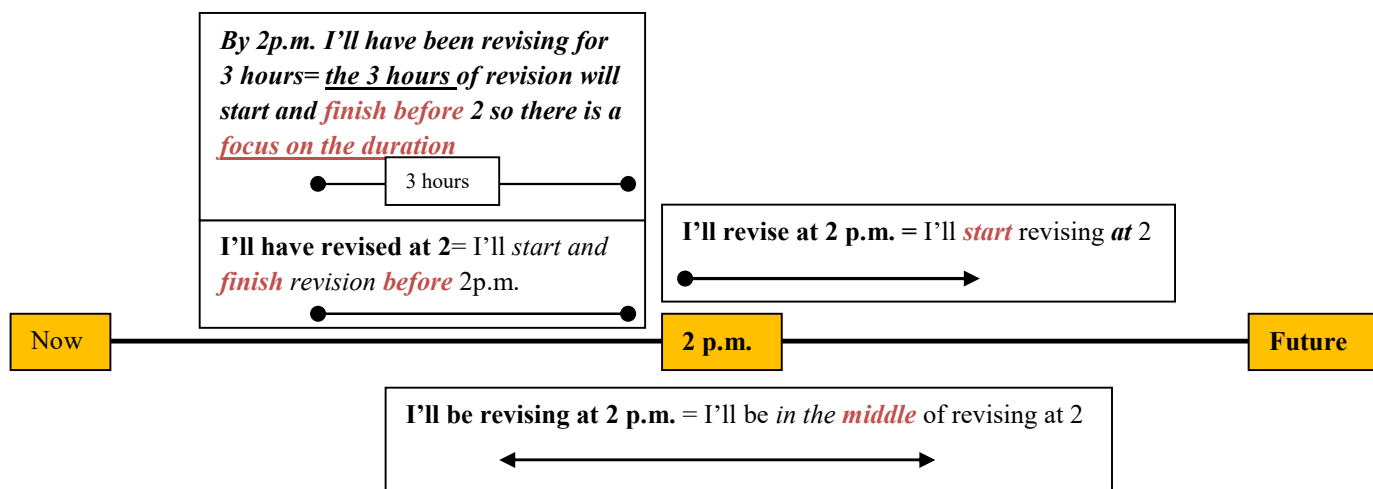 By 2p.m. I’ll have been revising for
3 hours= the 3 hours of revision will
start and finish before 2 so there is a
focus on the duration
3 hours
I’ll have revised at 2= I’ll start and
finish revision before 2p.m.
I’ll revise at 2 p.m. = I’ll start revising at 2
Now
2 p.m.
Future
I’ll be revising at 2 p.m. = I’ll be in the middle of revising at 2